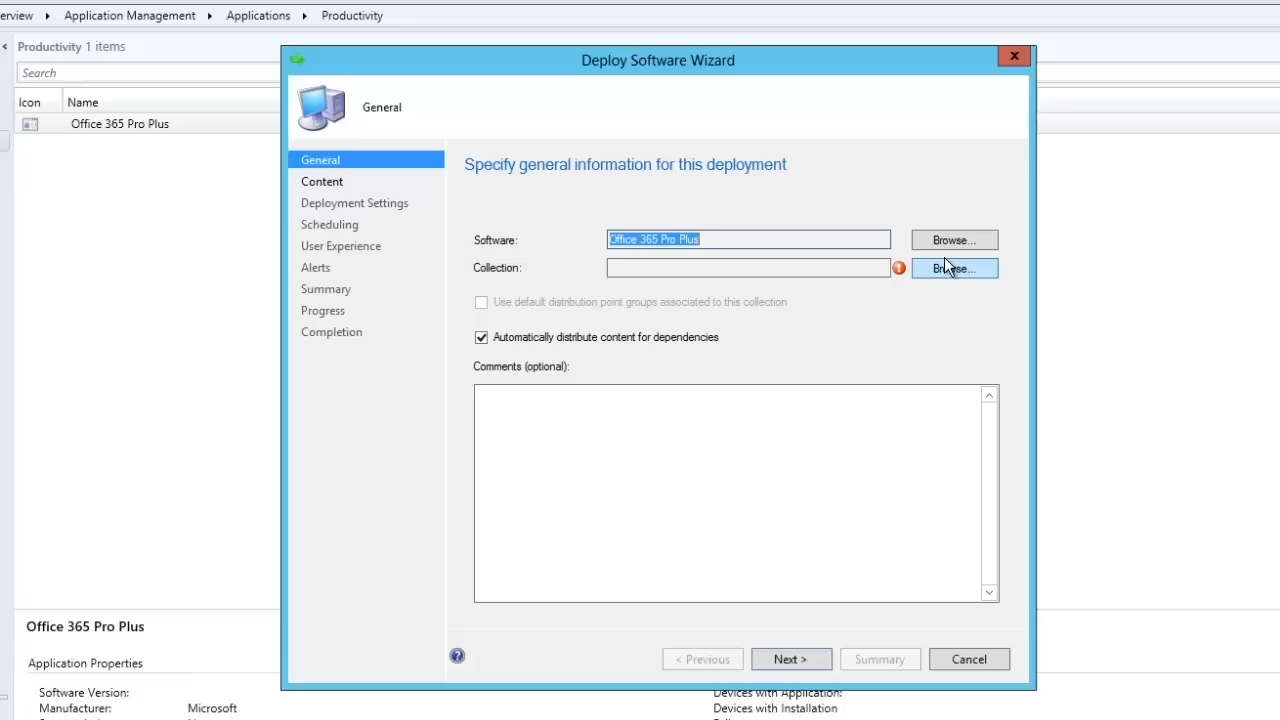 erview ▸ Application Management ▸ Applications ▸ Productivity
Productivity 1 items
Search
Icon Name
Office 365 Pro Plus
Deploy Software Wizard
x
General
General
Content
Deployment Settings
Scheduling
User Experience
Alerts
Summary
Progress
Completion
Specify general information for this deployment
Software: Office 365 Pro Plus Browse...
Collection: Browse...
Use default distribution point groups associated to this collection
Automatically distribute content for dependencies
Comments (optional):
< Previous Next > Summary Cancel
Office 365 Pro Plus
Application Properties
Software Version:
Manufacturer: Microsoft
Devices with Application:
Devices with Installation